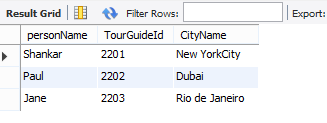 Result Grid Filter Rows: Export:
personName TourGuideId CityName
Shankar 2201 New YorkCity
Paul 2202 Dubai
Jane 2203 Rio de Janeiro